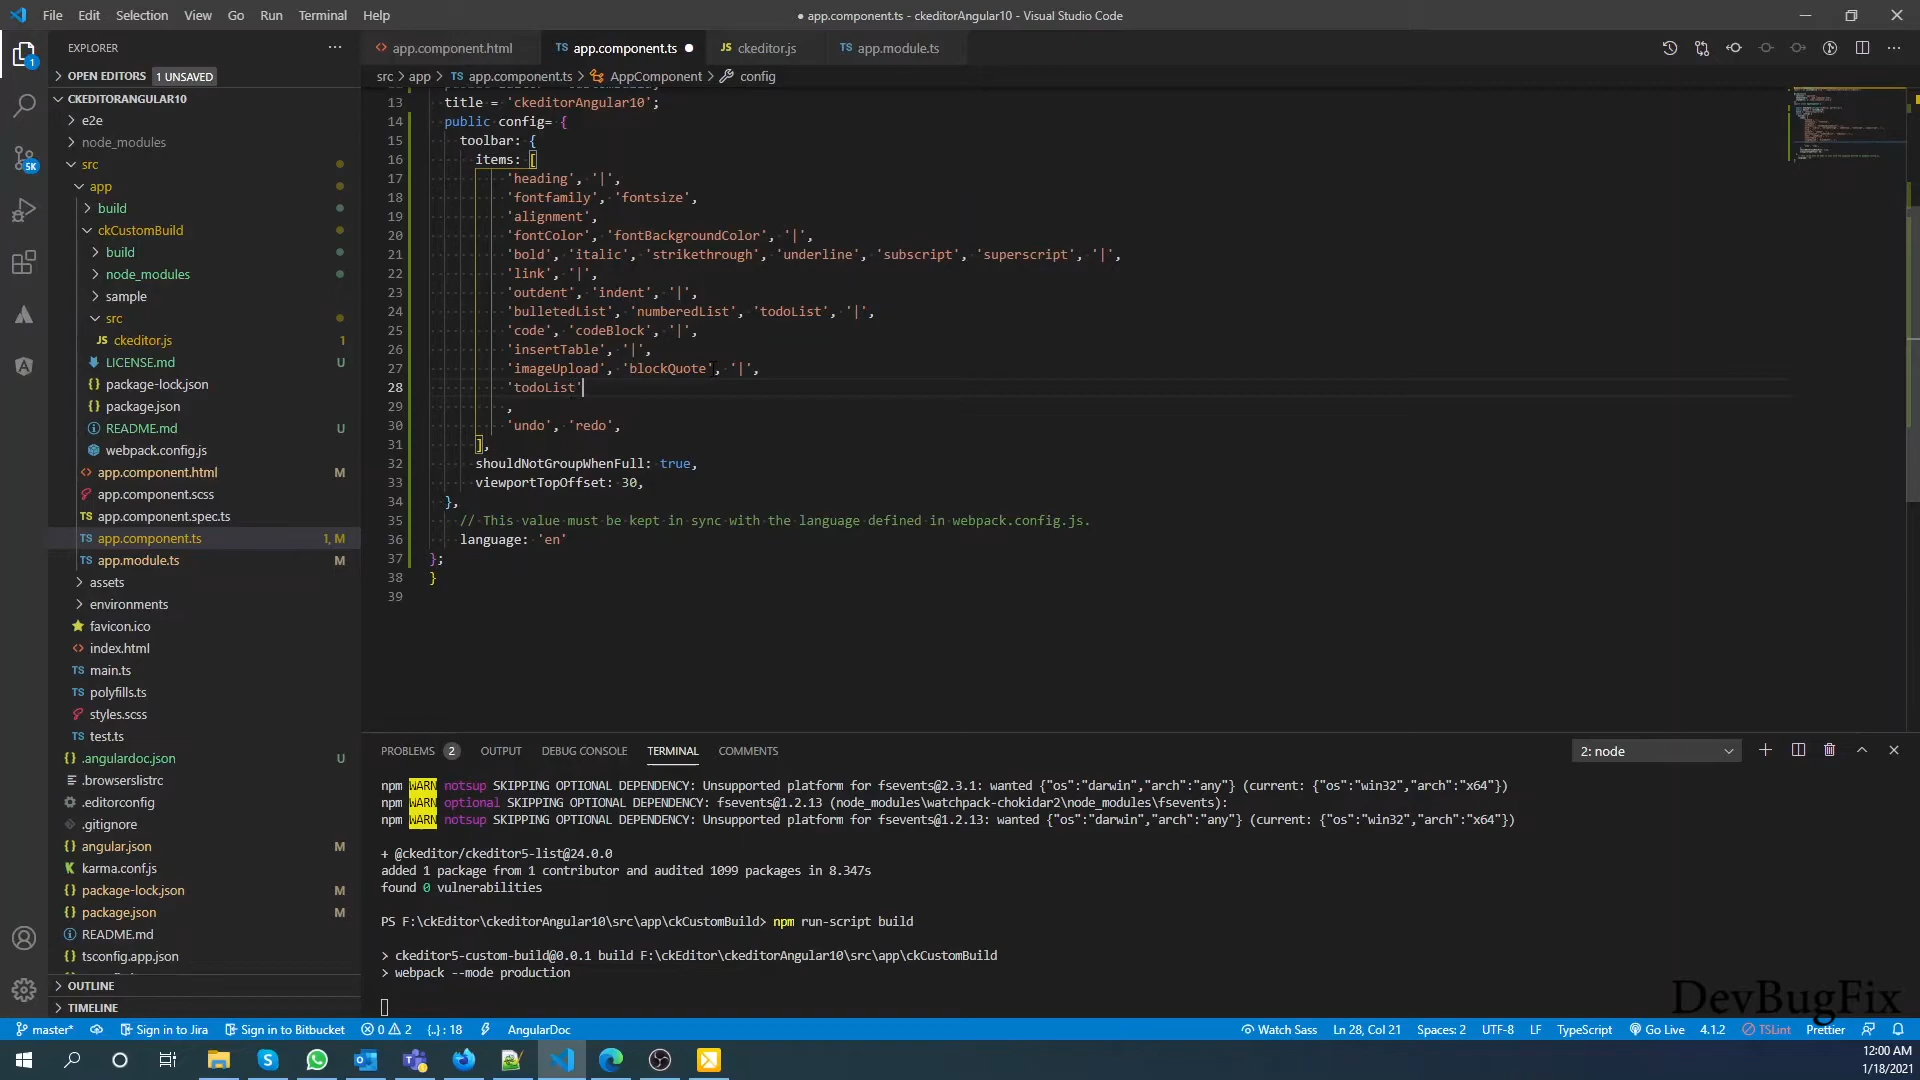 File Edit Selection View Go Run Terminal Help
● app.component.ts - ckeditorAngular10 - Visual Studio Code
EXPLORER
OPEN EDITORS 1 UNSAVED
CKEDITORANGULAR10
e2e
node_modules
src
app
build
ckCustomBuild
build
node_modules
sample
src
JS ckeditor.js 1
LICENSE.md U
{} package-lock.json
{} package.json
README.md U
webpack.config.js
<> app.component.html M
app.component.scss
TS app.component.spec.ts
TS app.component.ts 1, M
TS app.module.ts M
assets
environments
favicon.ico
<> index.html
TS main.ts
TS polyfills.ts
styles.scss
TS test.ts
{} .angulardoc.json U
.browserslistrc
.editorconfig
.gitignore
{} angular.json M
K karma.conf.js
{} package-lock.json M
{} package.json M
README.md
tsconfig.app.json
OUTLINE
TIMELINE
1
5K
<> app.component.html
TS app.component.ts ●
JS ckeditor.js
TS app.module.ts
src > app > TS app.component.ts > AppComponent > config
13 title = 'ckeditorAngular10';
14 public config= {
15 toolbar: {
16 items: [
17 'heading', '|',
18 'fontfamily', 'fontsize',
19 'alignment',
20 'fontColor', 'fontBackgroundColor', '|',
21 'bold', 'italic', 'strikethrough', 'underline', 'subscript', 'superscript', '|',
22 'link', '|',
23 'outdent', 'indent', '|',
24 'bulletedList', 'numberedList', 'todoList', '|',
25 'code', 'codeBlock', '|',
26 'insertTable', '|',
27 'imageUpload', 'blockQuote', '|',
28 'todoList'
29 ,
30 'undo', 'redo',
31 ],
32 shouldNotGroupWhenFull: true,
33 viewportTopOffset: 30,
34 },
35 // This value must be kept in sync with the language defined in webpack.config.js.
36 language: 'en'
37 };
38 }
39
PROBLEMS 2 OUTPUT DEBUG CONSOLE TERMINAL COMMENTS
2: node
npm WARN notsup SKIPPING OPTIONAL DEPENDENCY: Unsupported platform for fsevents@2.3.1: wanted {"os":"darwin","arch":"any"} (current: {"os":"win32","arch":"x64"})
npm WARN optional SKIPPING OPTIONAL DEPENDENCY: fsevents@1.2.13 (node_modules\watchpack-chokidar2\node_modules\fsevents):
npm WARN notsup SKIPPING OPTIONAL DEPENDENCY: Unsupported platform for fsevents@1.2.13: wanted {"os":"darwin","arch":"any"} (current: {"os":"win32","arch":"x64"})
+ @ckeditor/ckeditor5-list@24.0.0
added 1 package from 1 contributor and audited 1099 packages in 8.347s
found 0 vulnerabilities
PS F:\ckEditor\ckeditorAngular10\src\app\ckCustomBuild> npm run-script build
> ckeditor5-custom-build@0.0.1 build F:\ckEditor\ckeditorAngular10\src\app\ckCustomBuild
> webpack --mode production
DevBugFix
master* Sign in to Jira Sign in to Bitbucket 0 2 {..} : 18 AngularDoc
Watch Sass Ln 28, Col 21 Spaces: 2 UTF-8 LF TypeScript Go Live 4.1.2 TSLint Prettier
12:00 AM
1/18/2021